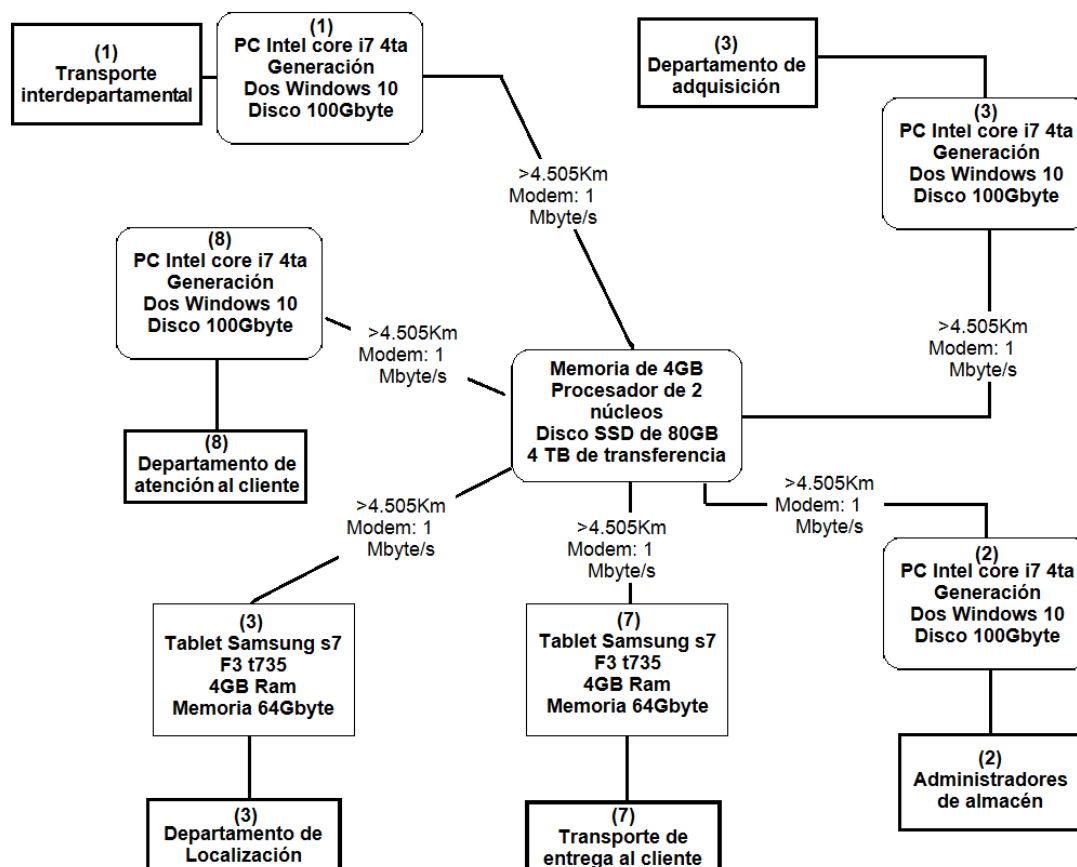 (1)
Transporte
interdepartamental
(1)
PC Intel core i7 4ta
Generación
Dos Windows 10
Disco 100Gbyte
(3)
Departamento de
adquisición
(3)
PC Intel core i7 4ta
Generación
Dos Windows 10
Disco 100Gbyte
>4.505Km
Modem: 1
Mbyte/s
(8)
PC Intel core i7 4ta
Generación
Dos Windows 10
Disco 100Gbyte
>4.505Km
Modem: 1
Mbyte/s
>4.505Km
Modem: 1
Mbyte/s
Memoria de 4GB
Procesador de 2
núcleos
Disco SSD de 80GB
4 TB de transferencia
(8)
Departamento de
atención al cliente
>4.505Km
Modem: 1
Mbyte/s
>4.505Km
Modem: 1
Mbyte/s
>4.505Km
Modem: 1
Mbyte/s
(2)
PC Intel core i7 4ta
Generación
Dos Windows 10
Disco 100Gbyte
(3)
Tablet Samsung s7
F3 t735
4GB Ram
Memoria 64Gbyte
(7)
Tablet Samsung s7
F3 t735
4GB Ram
Memoria 64Gbyte
(2)
Administradores
de almacén
(3)
Departamento de
Localización
(7)
Transporte de
entrega al cliente